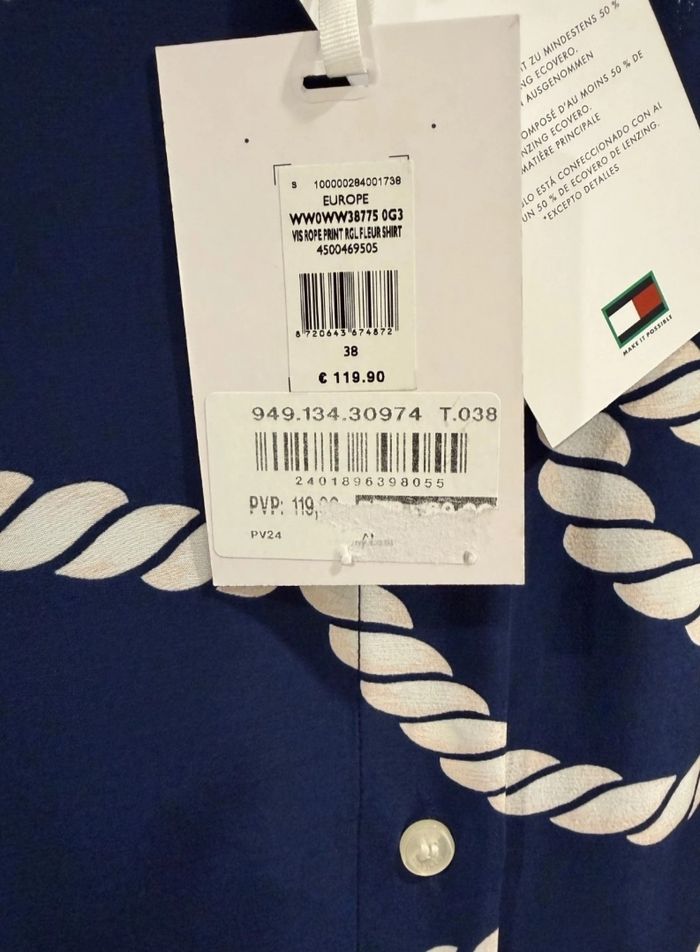 S 100000284001738
EUROPE
WW0WW38775 0G3
VIS ROPE PRINT RGL FLEUR SHIRT
4500469505
8 720643 674872
38
€ 119.90
949.134.30974 T.038
2401896398055
PVP: 119,
PV24
T ZU MINDESTENS 50 %
NG ECOVERO.
AUSGENOMMEN
OMPOSÉ D'AU MOINS 50 % DE
NZING ECOVERO.
MATIÈRE PRINCIPALE
ULO ESTÁ CONFECCIONADO CON AL
UN 50 % DE ECOVERO DE LENZING.
*EXCEPTO DETALLES
MAKE IT POSSIBLE